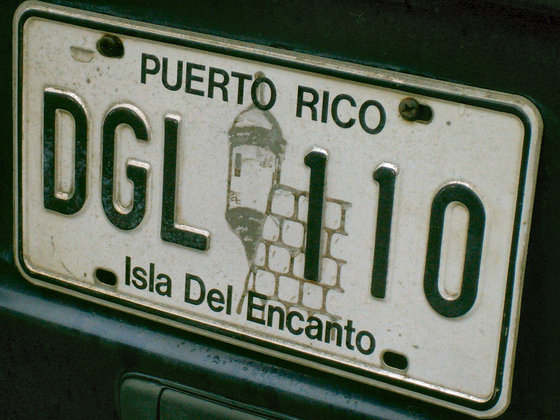 PUERTO RICO
DGL 110
Isla Del Encanto